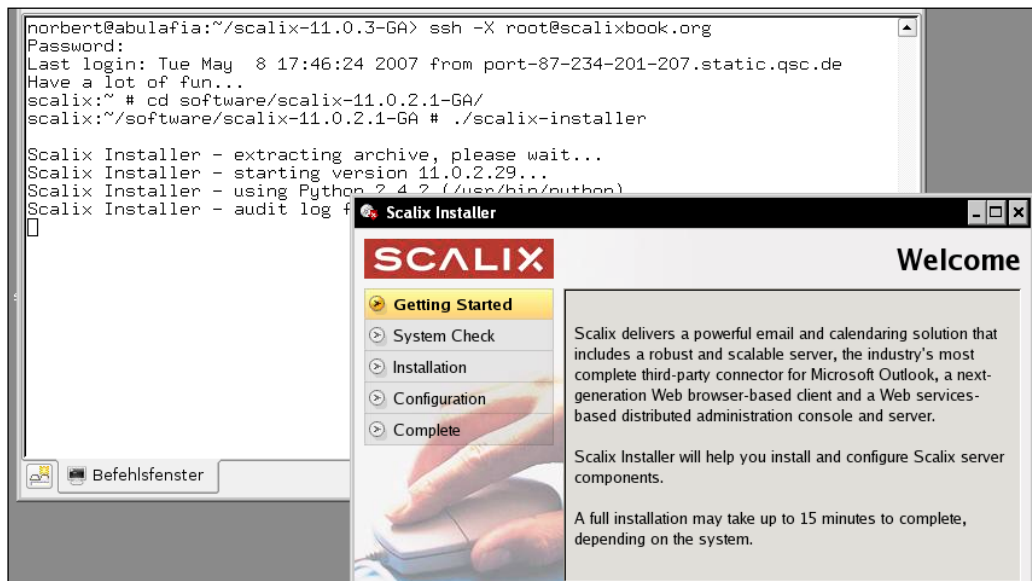 norbert@abulafia:~/scalix-11.0.3-GA> ssh -X root@scalixbook.org
Password:
Last login: Tue May  8 17:46:24 2007 from port-87-234-201-207.static.qsc.de
Have a lot of fun...
scalix:~ # cd software/scalix-11.0.2.1-GA/
scalix:~/software/scalix-11.0.2.1-GA # ./scalix-installer
Scalix Installer - extracting archive, please wait...
Scalix Installer - starting version 11.0.2.29...
Scalix Installer - using Python 2.4.2 (/usr/bin/python)
Scalix Installer - audit log f
Befehlsfenster
Scalix Installer
SCALIX
Welcome
Getting Started
System Check
Installation
Configuration
Complete
Scalix delivers a powerful email and calendaring solution that
includes a robust and scalable server, the industry's most
complete third-party connector for Microsoft Outlook, a next-
generation Web browser-based client and a Web services-
based distributed administration console and server.
Scalix Installer will help you install and configure Scalix server
components.
A full installation may take up to 15 minutes to complete,
depending on the system.